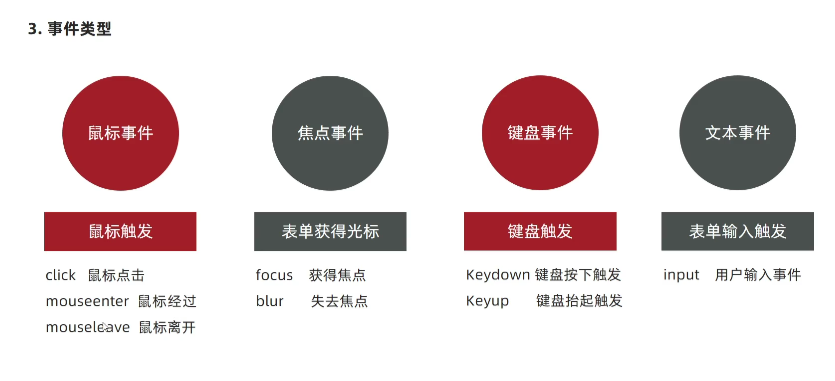 3. 事件类型
鼠标事件
焦点事件
键盘事件
文本事件
鼠标触发
表单获得光标
键盘触发
表单输入触发
click 鼠标点击
mouseenter 鼠标经过
mouseleave 鼠标离开
focus 获得焦点
blur 失去焦点
Keydown 键盘按下触发
Keyup 键盘抬起触发
input 用户输入事件